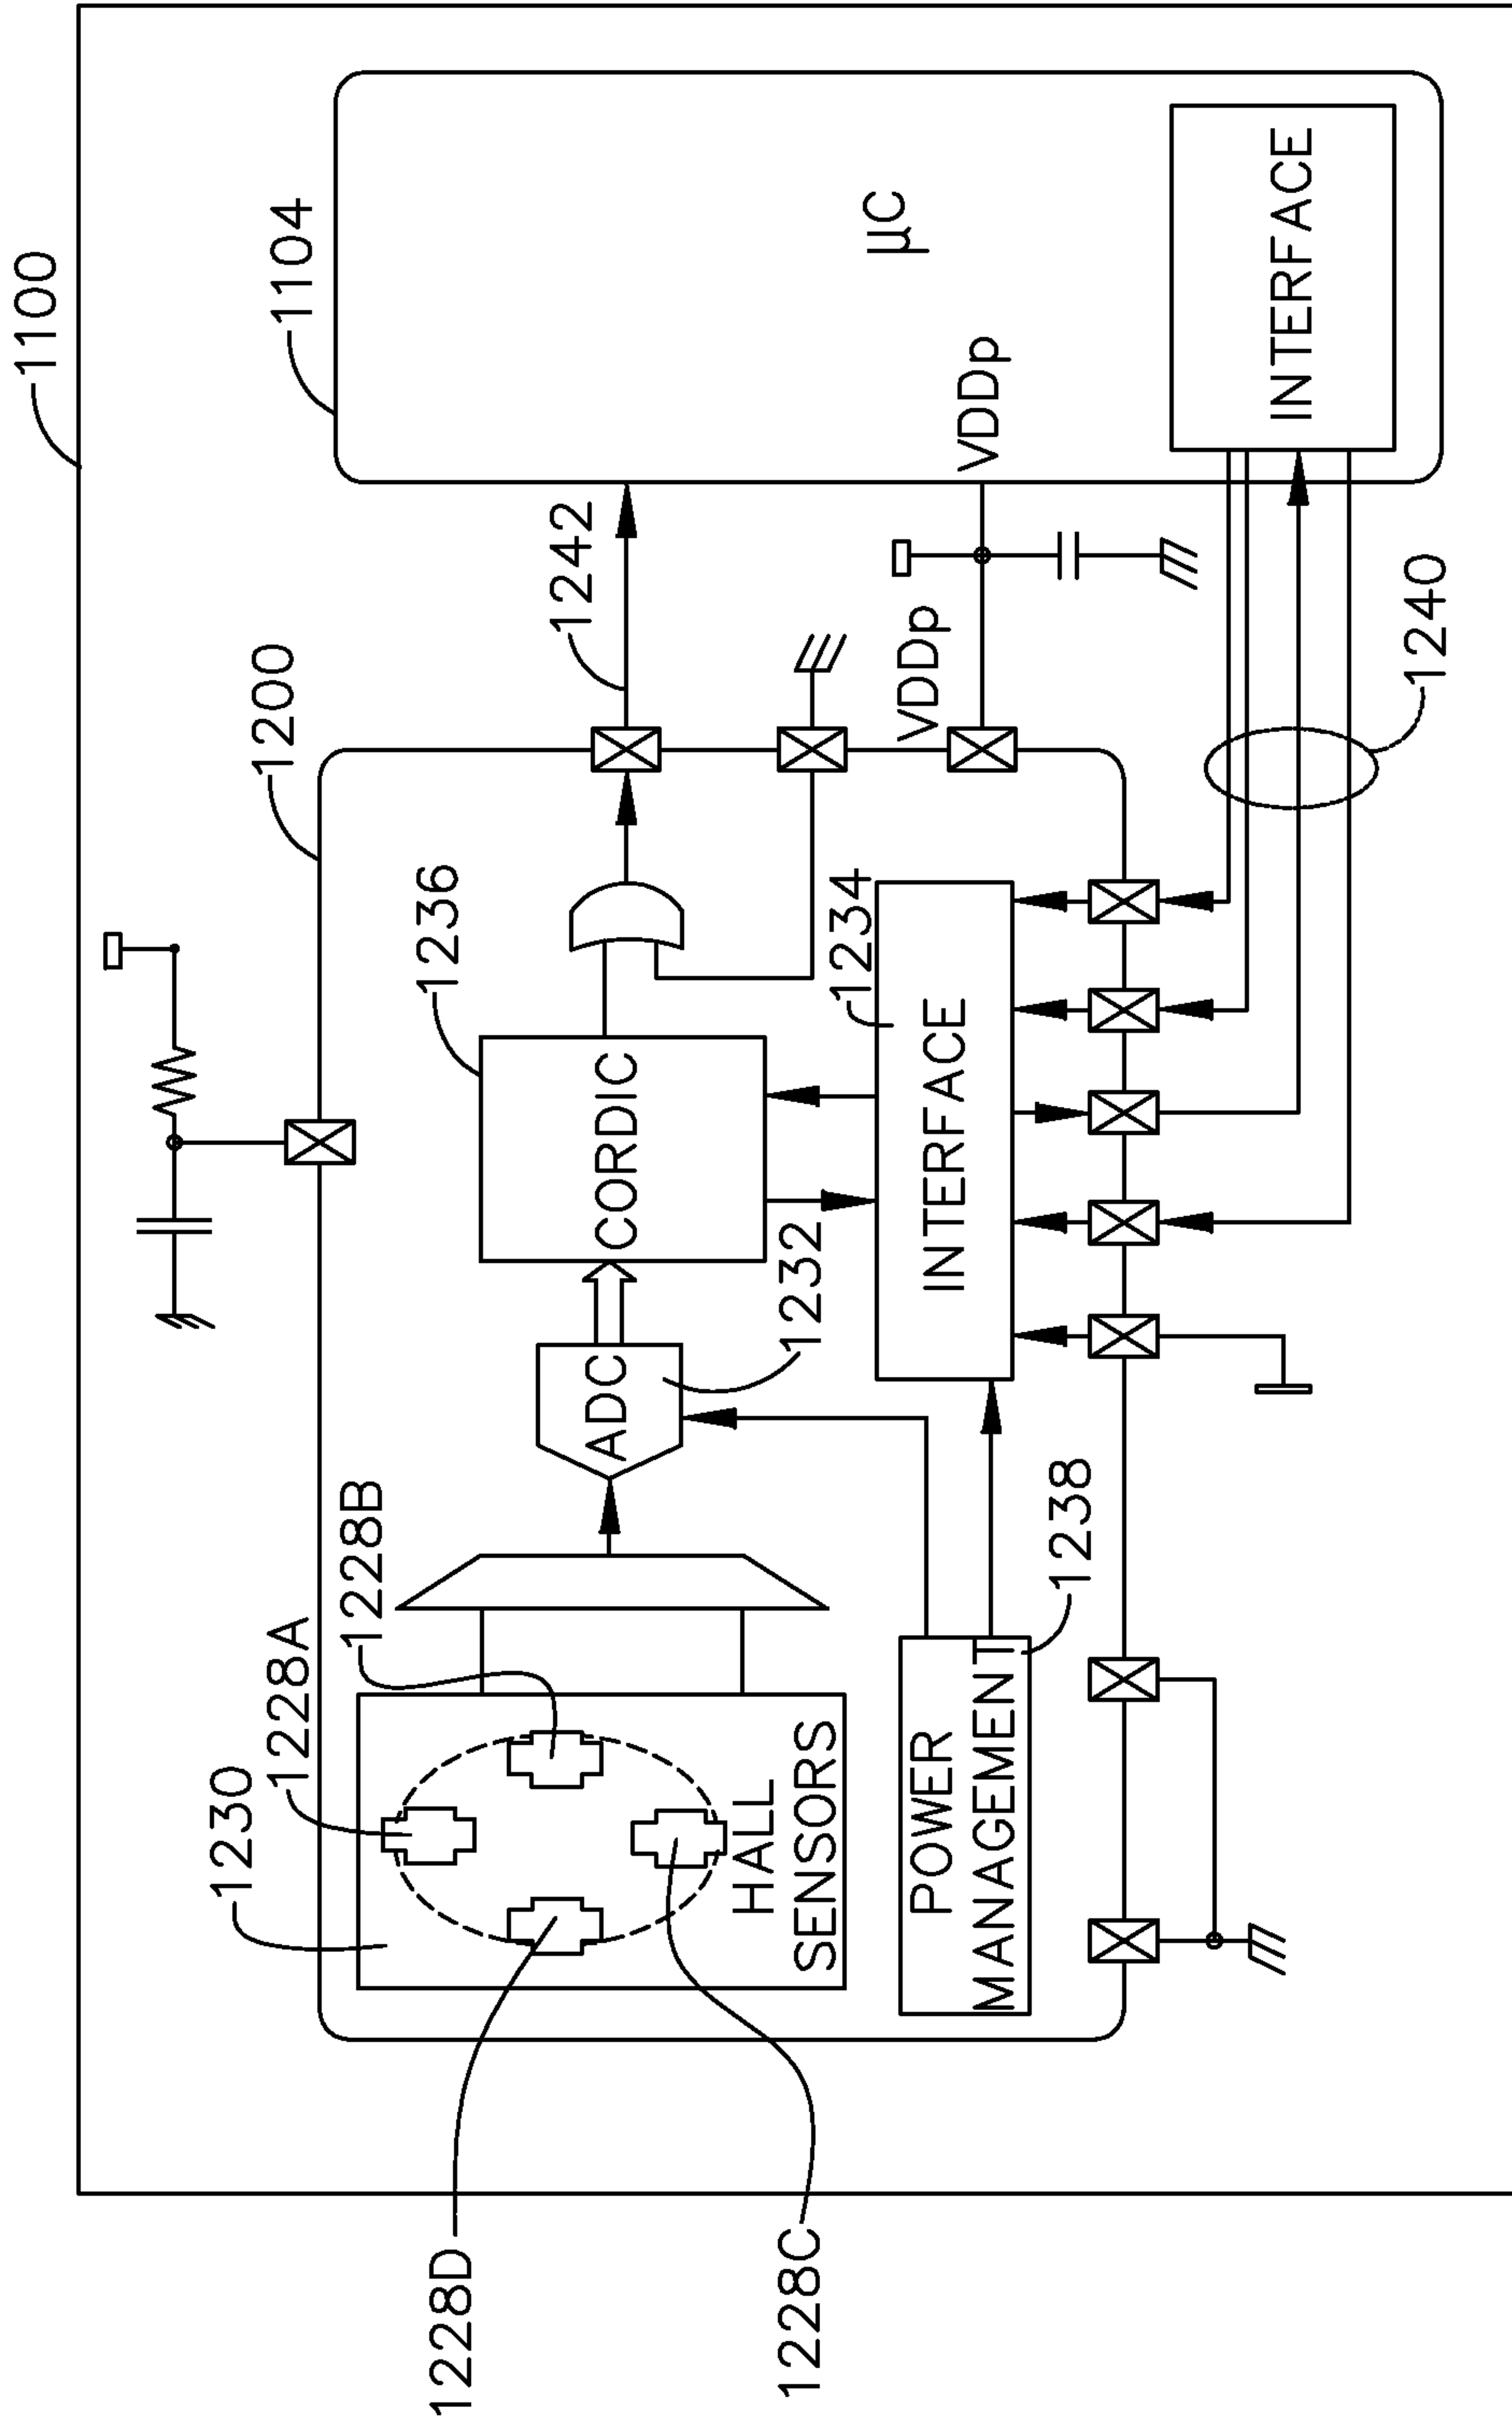 1100
1104
µC
INTERFACE
VDDp
1242
1240
1200
VDDp
1236
1234
CORDIC
INTERFACE
1232
ADC
1238
1228B
1228A
1230
HALL
SENSORS
POWER
MANAGEMENT
1228D
1228C